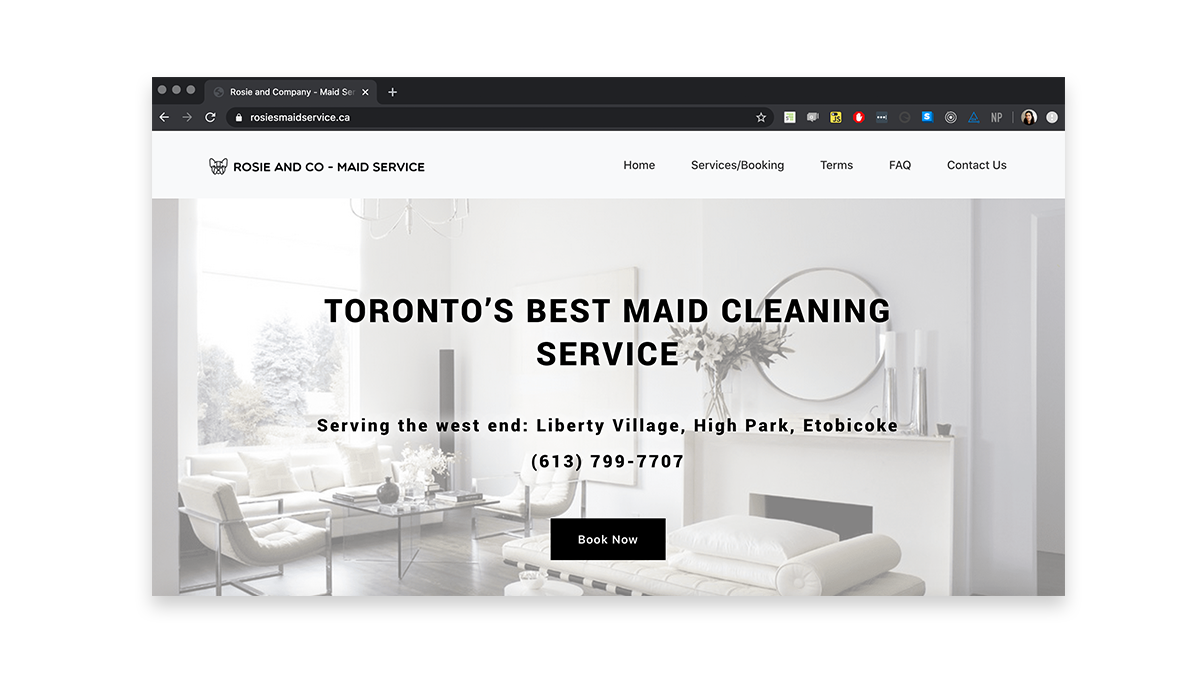 Rosie and Company - Maid Ser
rosiesmaidservice.ca
NP
ROSIE AND CO - MAID SERVICE
Home Services/Booking Terms FAQ Contact Us
TORONTO’S BEST MAID CLEANING
SERVICE
Serving the west end: Liberty Village, High Park, Etobicoke
(613) 799-7707
Book Now